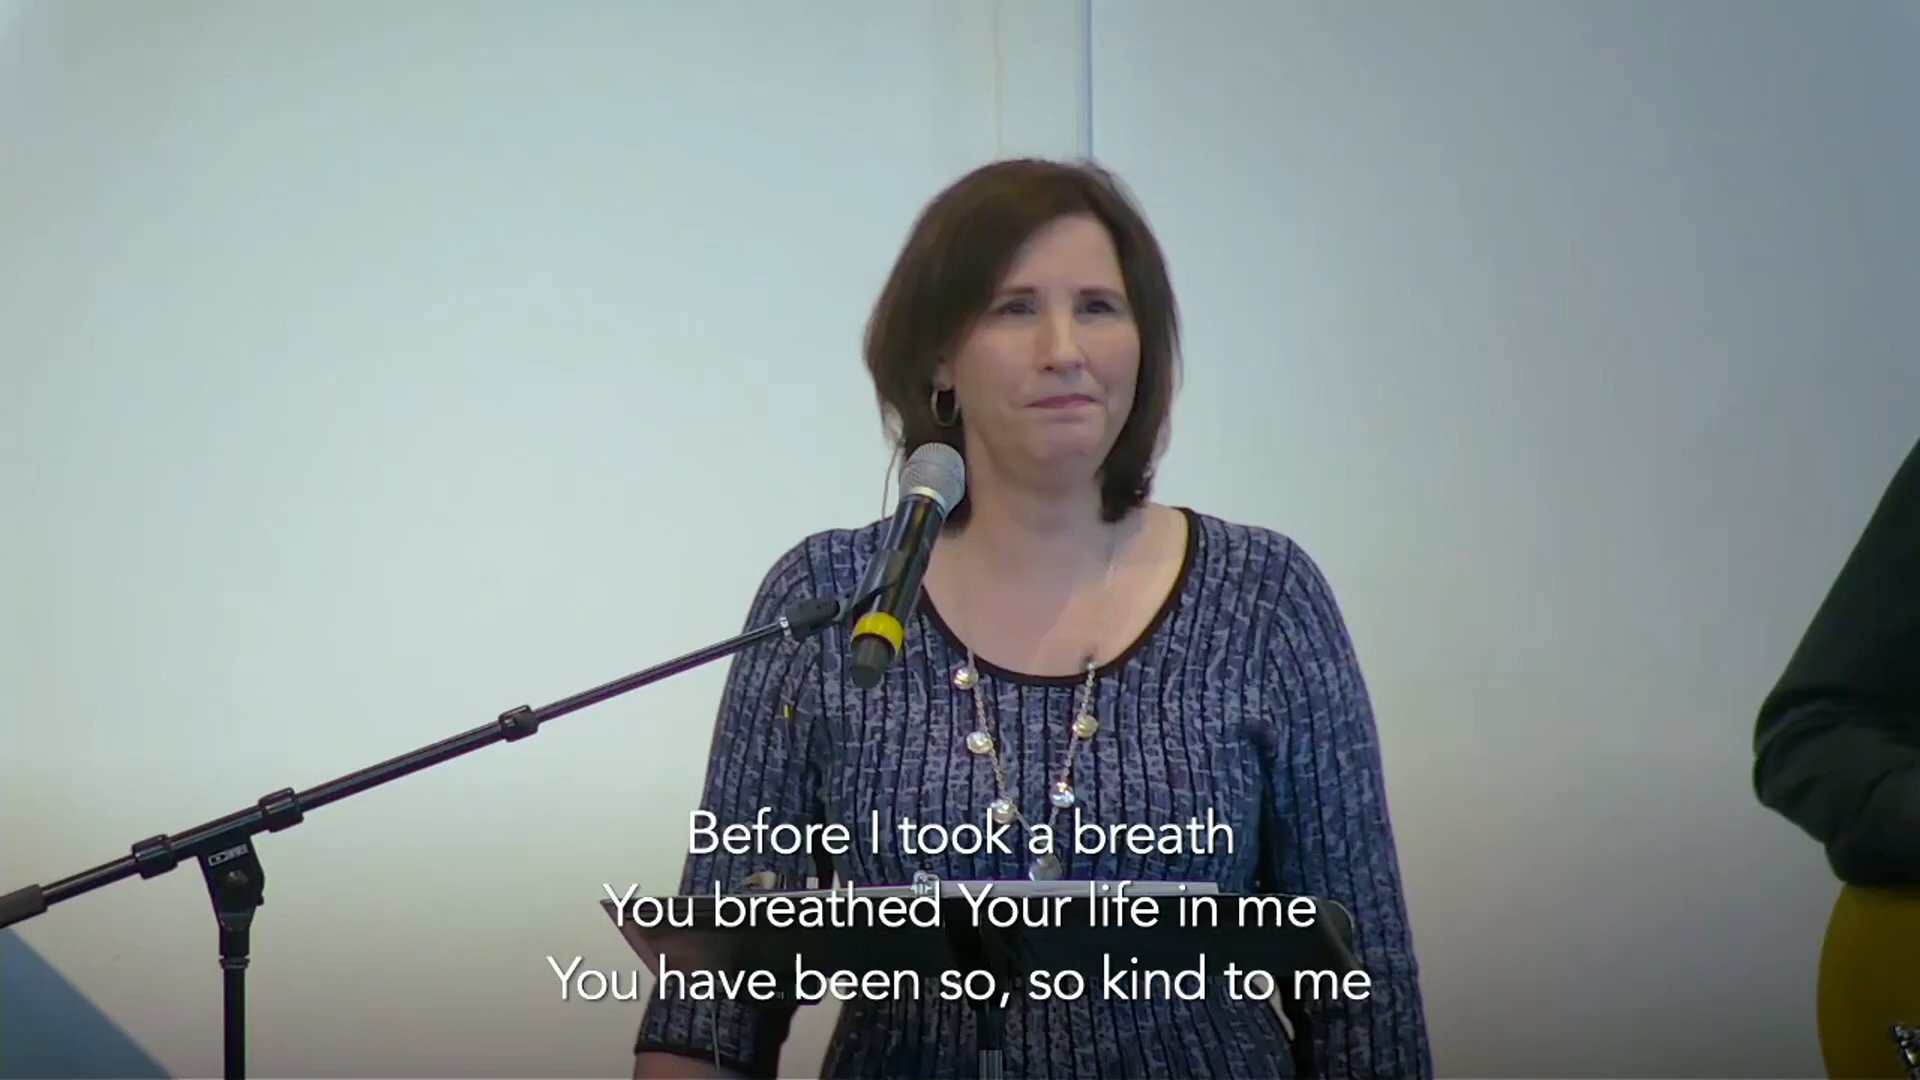 Before I took a breath
You breathed Your life in me
You have been so, so kind to me